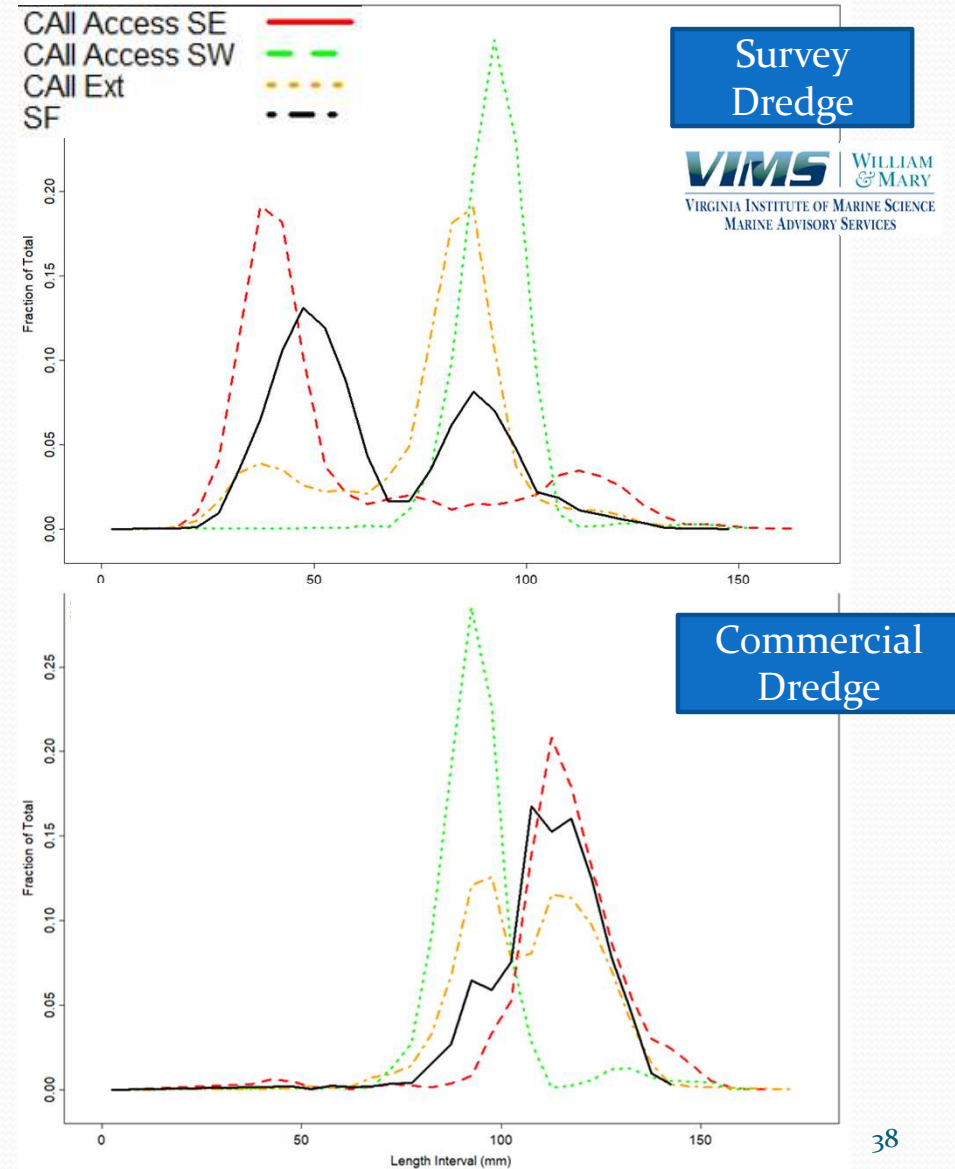 CAll Access SE
CAll Access SW
CAll Ext
SF
Survey
Dredge
VIMS WILLIAM
& MARY
VIRGINIA INSTITUTE OF MARINE SCIENCE
MARINE ADVISORY SERVICES
Fraction of Total
0.20
0.15
0.10
0.05
0.00
0 50 100 150
Commercial
Dredge
Fraction of Total
0.25
0.20
0.15
0.10
0.05
0.00
0 50 100 150
Length Interval (mm)
38